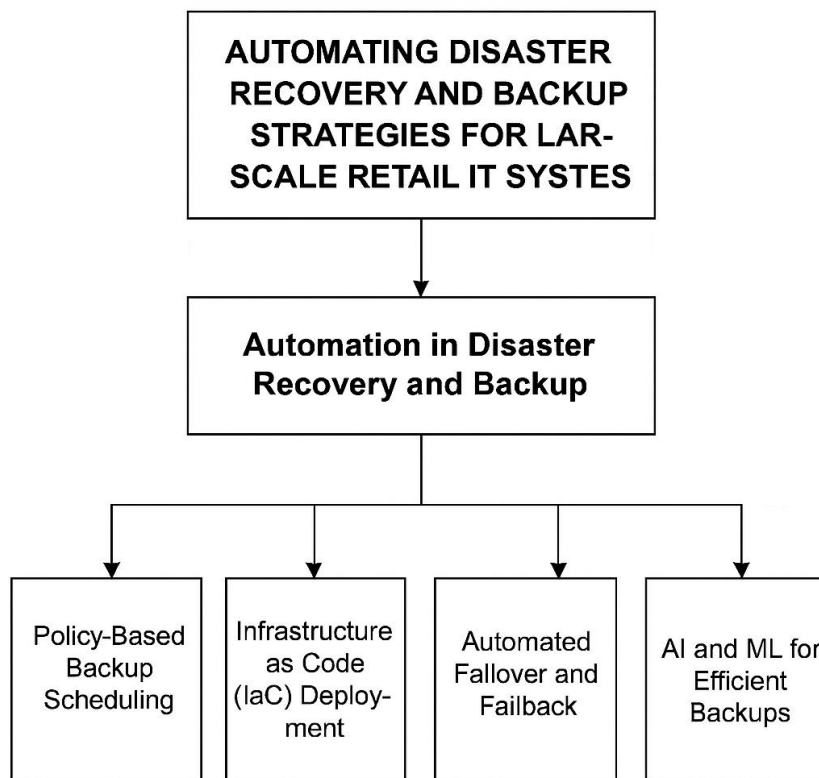 AUTOMATING DISASTER
RECOVERY AND BACKUP
STRATEGIES FOR LAR-
SCALE RETAIL IT SYSTES
Automation in Disaster
Recovery and Backup
Policy-Based
Backup
Scheduling
Infrastructure
as Code
(IaC) Deploy-
ment
Automated
Fallover and
Failback
AI and ML for
Efficient
Backups